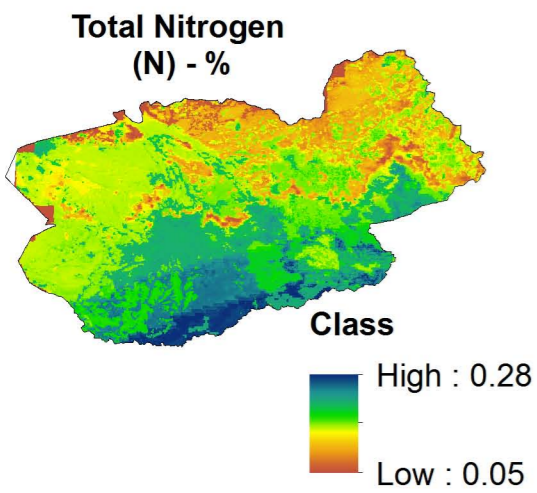 Total Nitrogen
(N) - %
Class
High : 0.28
Low : 0.05